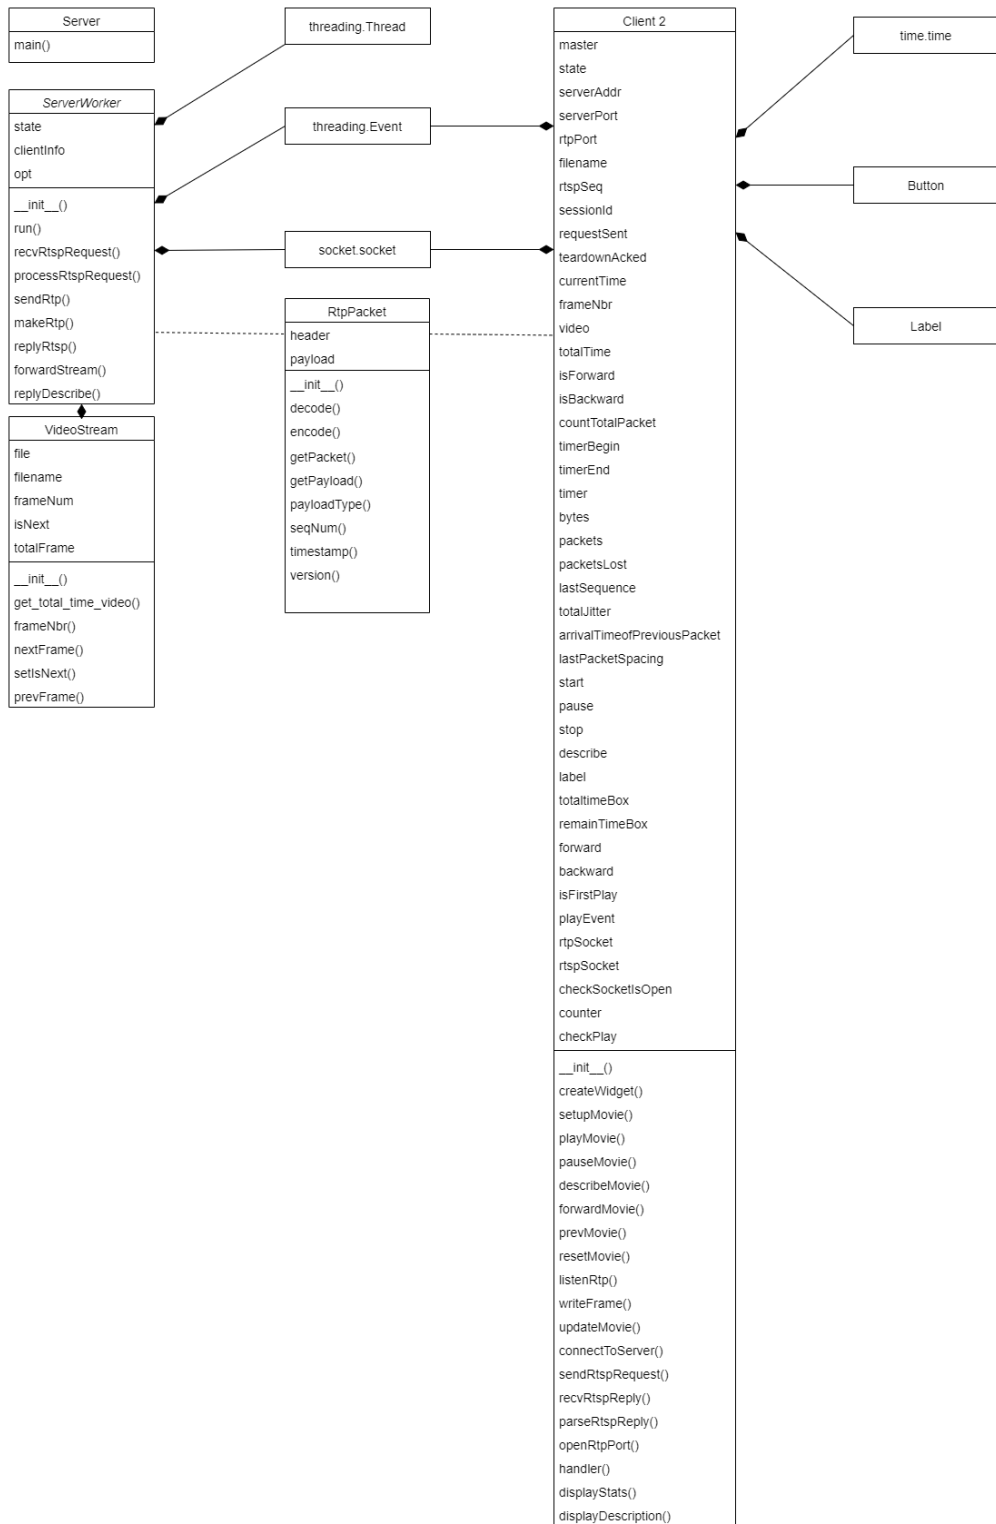 Server
main()
ServerWorker
state
clientInfo
opt
__init__()
run()
recvRtspRequest()
processRtspRequest()
sendRtp()
makeRtp()
replyRtsp()
forwardStream()
replyDescribe()
VideoStream
file
filename
frameNum
isNext
totalFrame
__init__()
get_total_time_video()
frameNbr()
nextFrame()
setIsNext()
prevFrame()
threading.Thread
threading.Event
socket.socket
RtpPacket
header
payload
__init__()
decode()
encode()
getPacket()
getPayload()
payloadType()
seqNum()
timestamp()
version()
Client 2
master
state
serverAddr
serverPort
rtpPort
filename
rtspSeq
sessionId
requestSent
teardownAcked
currentTime
frameNbr
video
totalTime
isForward
isBackward
countTotalPacket
timerBegin
timerEnd
timer
bytes
packets
packetsLost
lastSequence
totalJitter
arrivalTimeofPreviousPacket
lastPacketSpacing
start
pause
stop
describe
label
totaltimeBox
remainTimeBox
forward
backward
isFirstPlay
playEvent
rtpSocket
rtspSocket
checkSocketIsOpen
counter
checkPlay
__init__()
createWidget()
setupMovie()
playMovie()
pauseMovie()
describeMovie()
forwardMovie()
prevMovie()
resetMovie()
listenRtp()
writeFrame()
updateMovie()
connectToServer()
sendRtspRequest()
recvRtspReply()
parseRtspReply()
openRtpPort()
handler()
displayStats()
displayDescription()
time.time
Button
Label